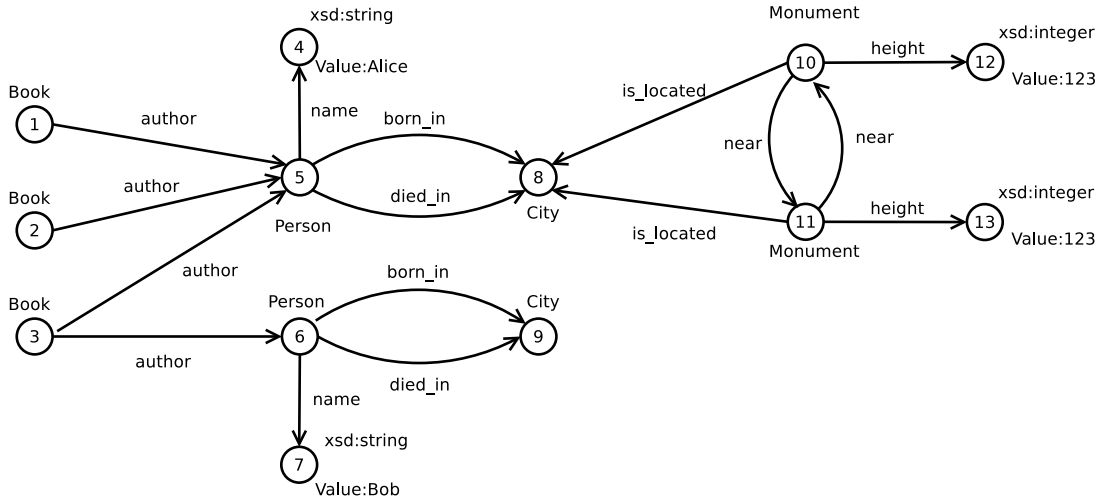 xsd:string
Monument
4
xsd:integer
height
10
12
Value:Alice
Value:123
Book
is_located
name
1
author
born_in
near
near
author
5
8
Book
died_in
xsd:integer
2
City
height
Person
11
13
is_located
Value:123
Monument
author
Book
Person
born_in
City
3
6
9
author
died_in
name
xsd:string
7
Value:Bob